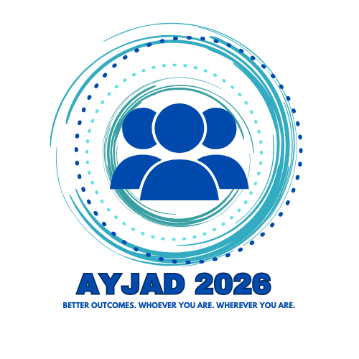 AYJAD 2026
BETTER OUTCOMES. WHOEVER YOU ARE. WHEREVER YOU ARE.